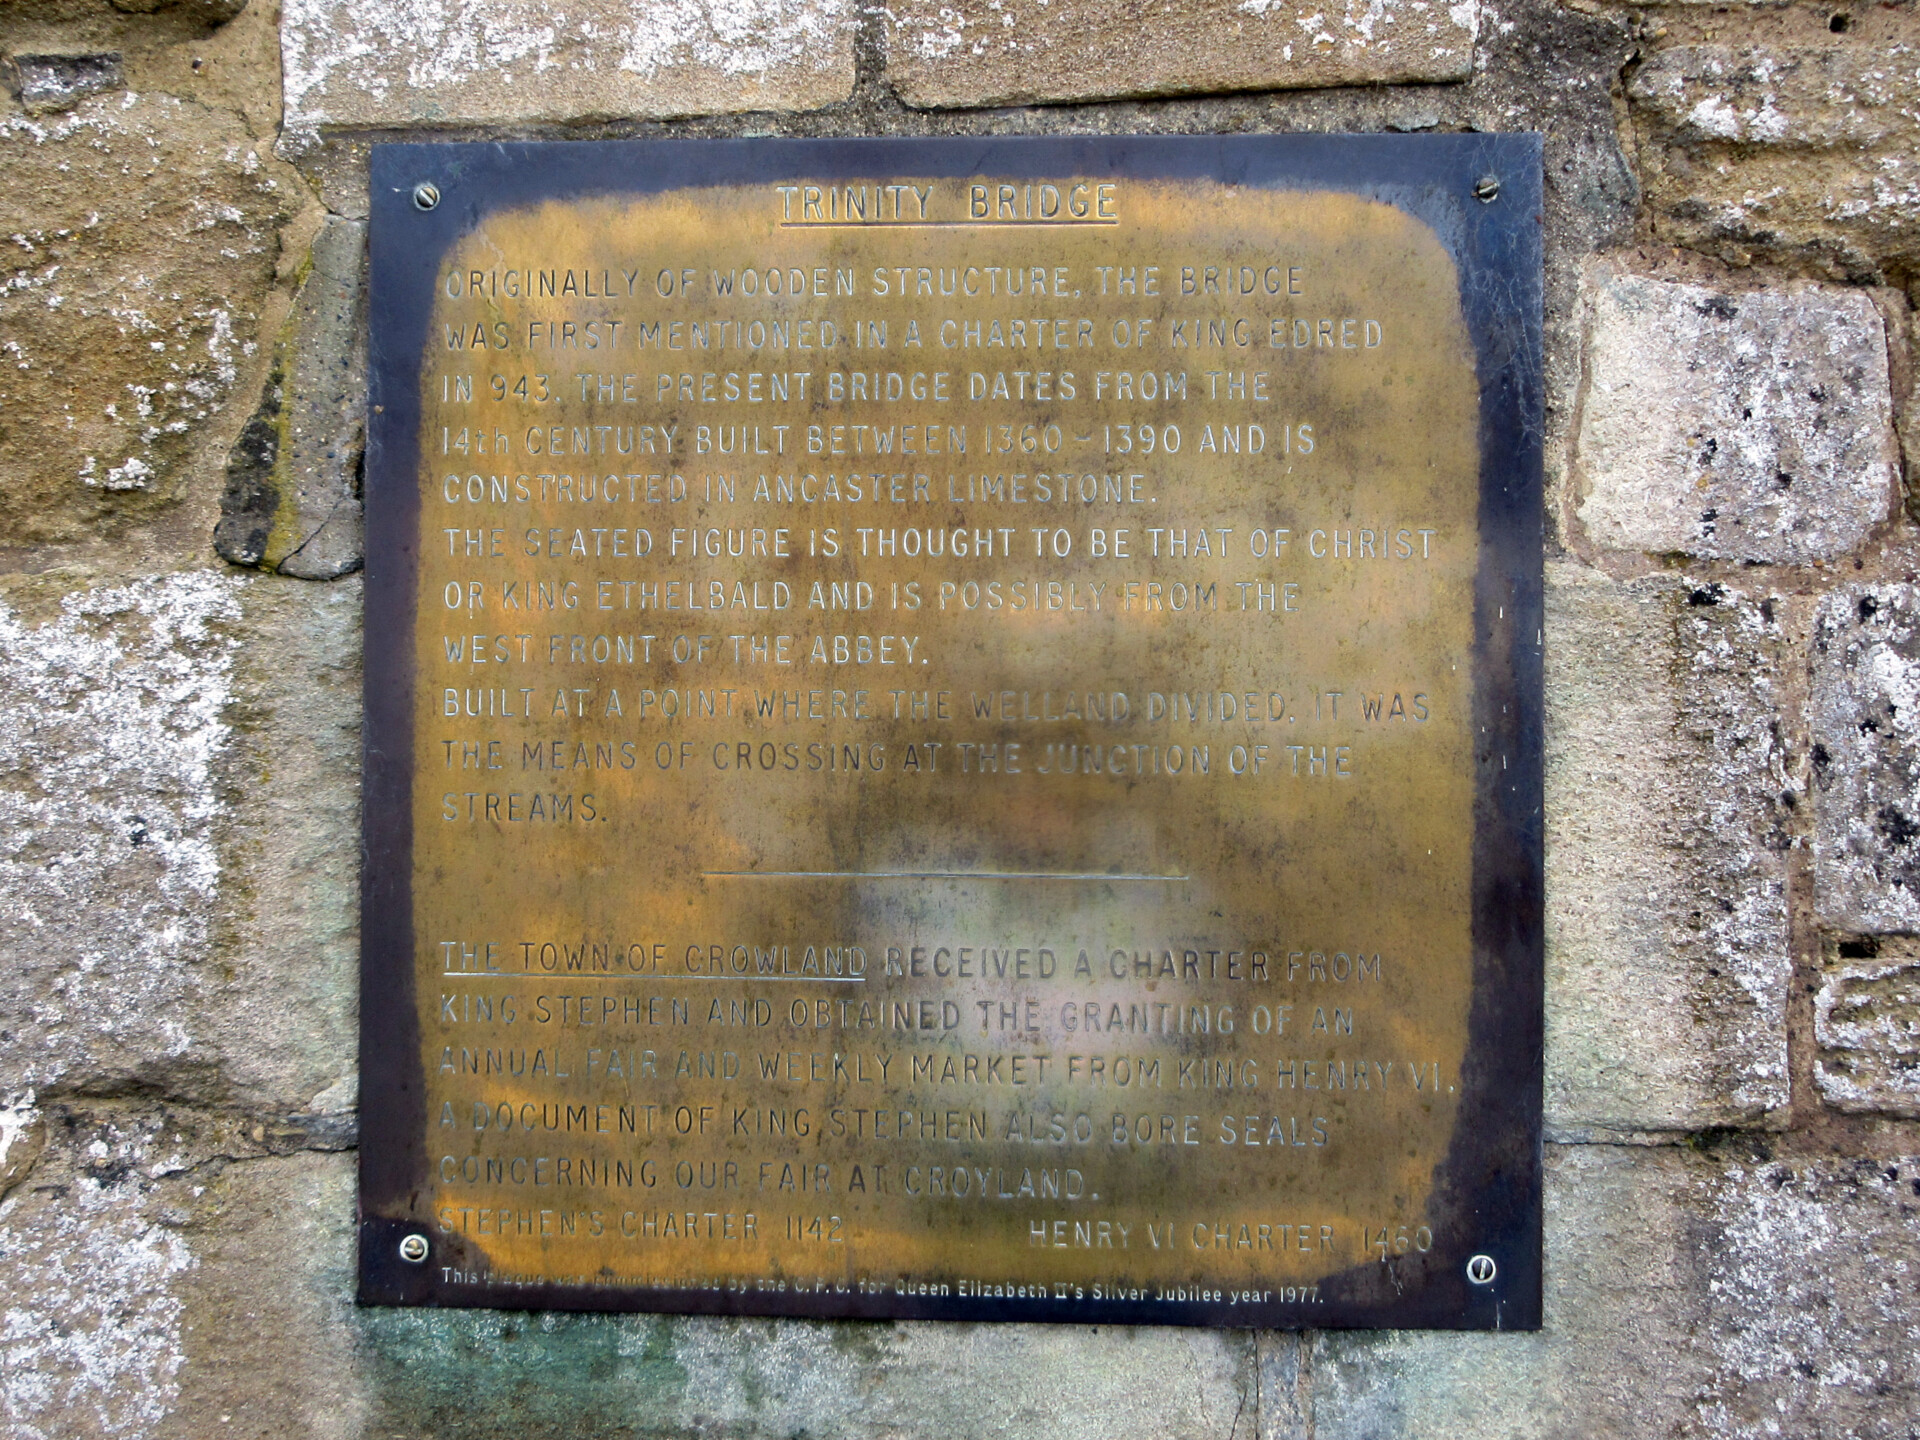 TRINITY BRIDGE
ORIGINALLY OF WOODEN STRUCTURE, THE BRIDGE
WAS FIRST MENTIONED IN A CHARTER OF KING EDRED
IN 943. THE PRESENT BRIDGE DATES FROM THE
14th CENTURY BUILT BETWEEN 1360 - 1390 AND IS
CONSTRUCTED IN ANCASTER LIMESTONE.
THE SEATED FIGURE IS THOUGHT TO BE THAT OF CHRIST
OR KING ETHELBALD AND IS POSSIBLY FROM THE
WEST FRONT OF THE ABBEY.
BUILT AT A POINT WHERE THE WELLAND DIVIDED; IT WAS
THE MEANS OF CROSSING AT THE JUNCTION OF THE
STREAMS.
THE TOWN OF CROWLAND RECEIVED A CHARTER FROM
KING STEPHEN AND OBTAINED THE GRANTING OF AN
ANNUAL FAIR AND WEEKLY MARKET FROM KING HENRY VI.
A DOCUMENT OF KING STEPHEN ALSO BORE SEALS
CONCERNING OUR FAIR AT CROYLAND.
STEPHEN'S CHARTER 1142 HENRY VI CHARTER 1460
This Plaque was commissioned by the C.P.C. for Queen Elizabeth II's Silver Jubilee year 1977.